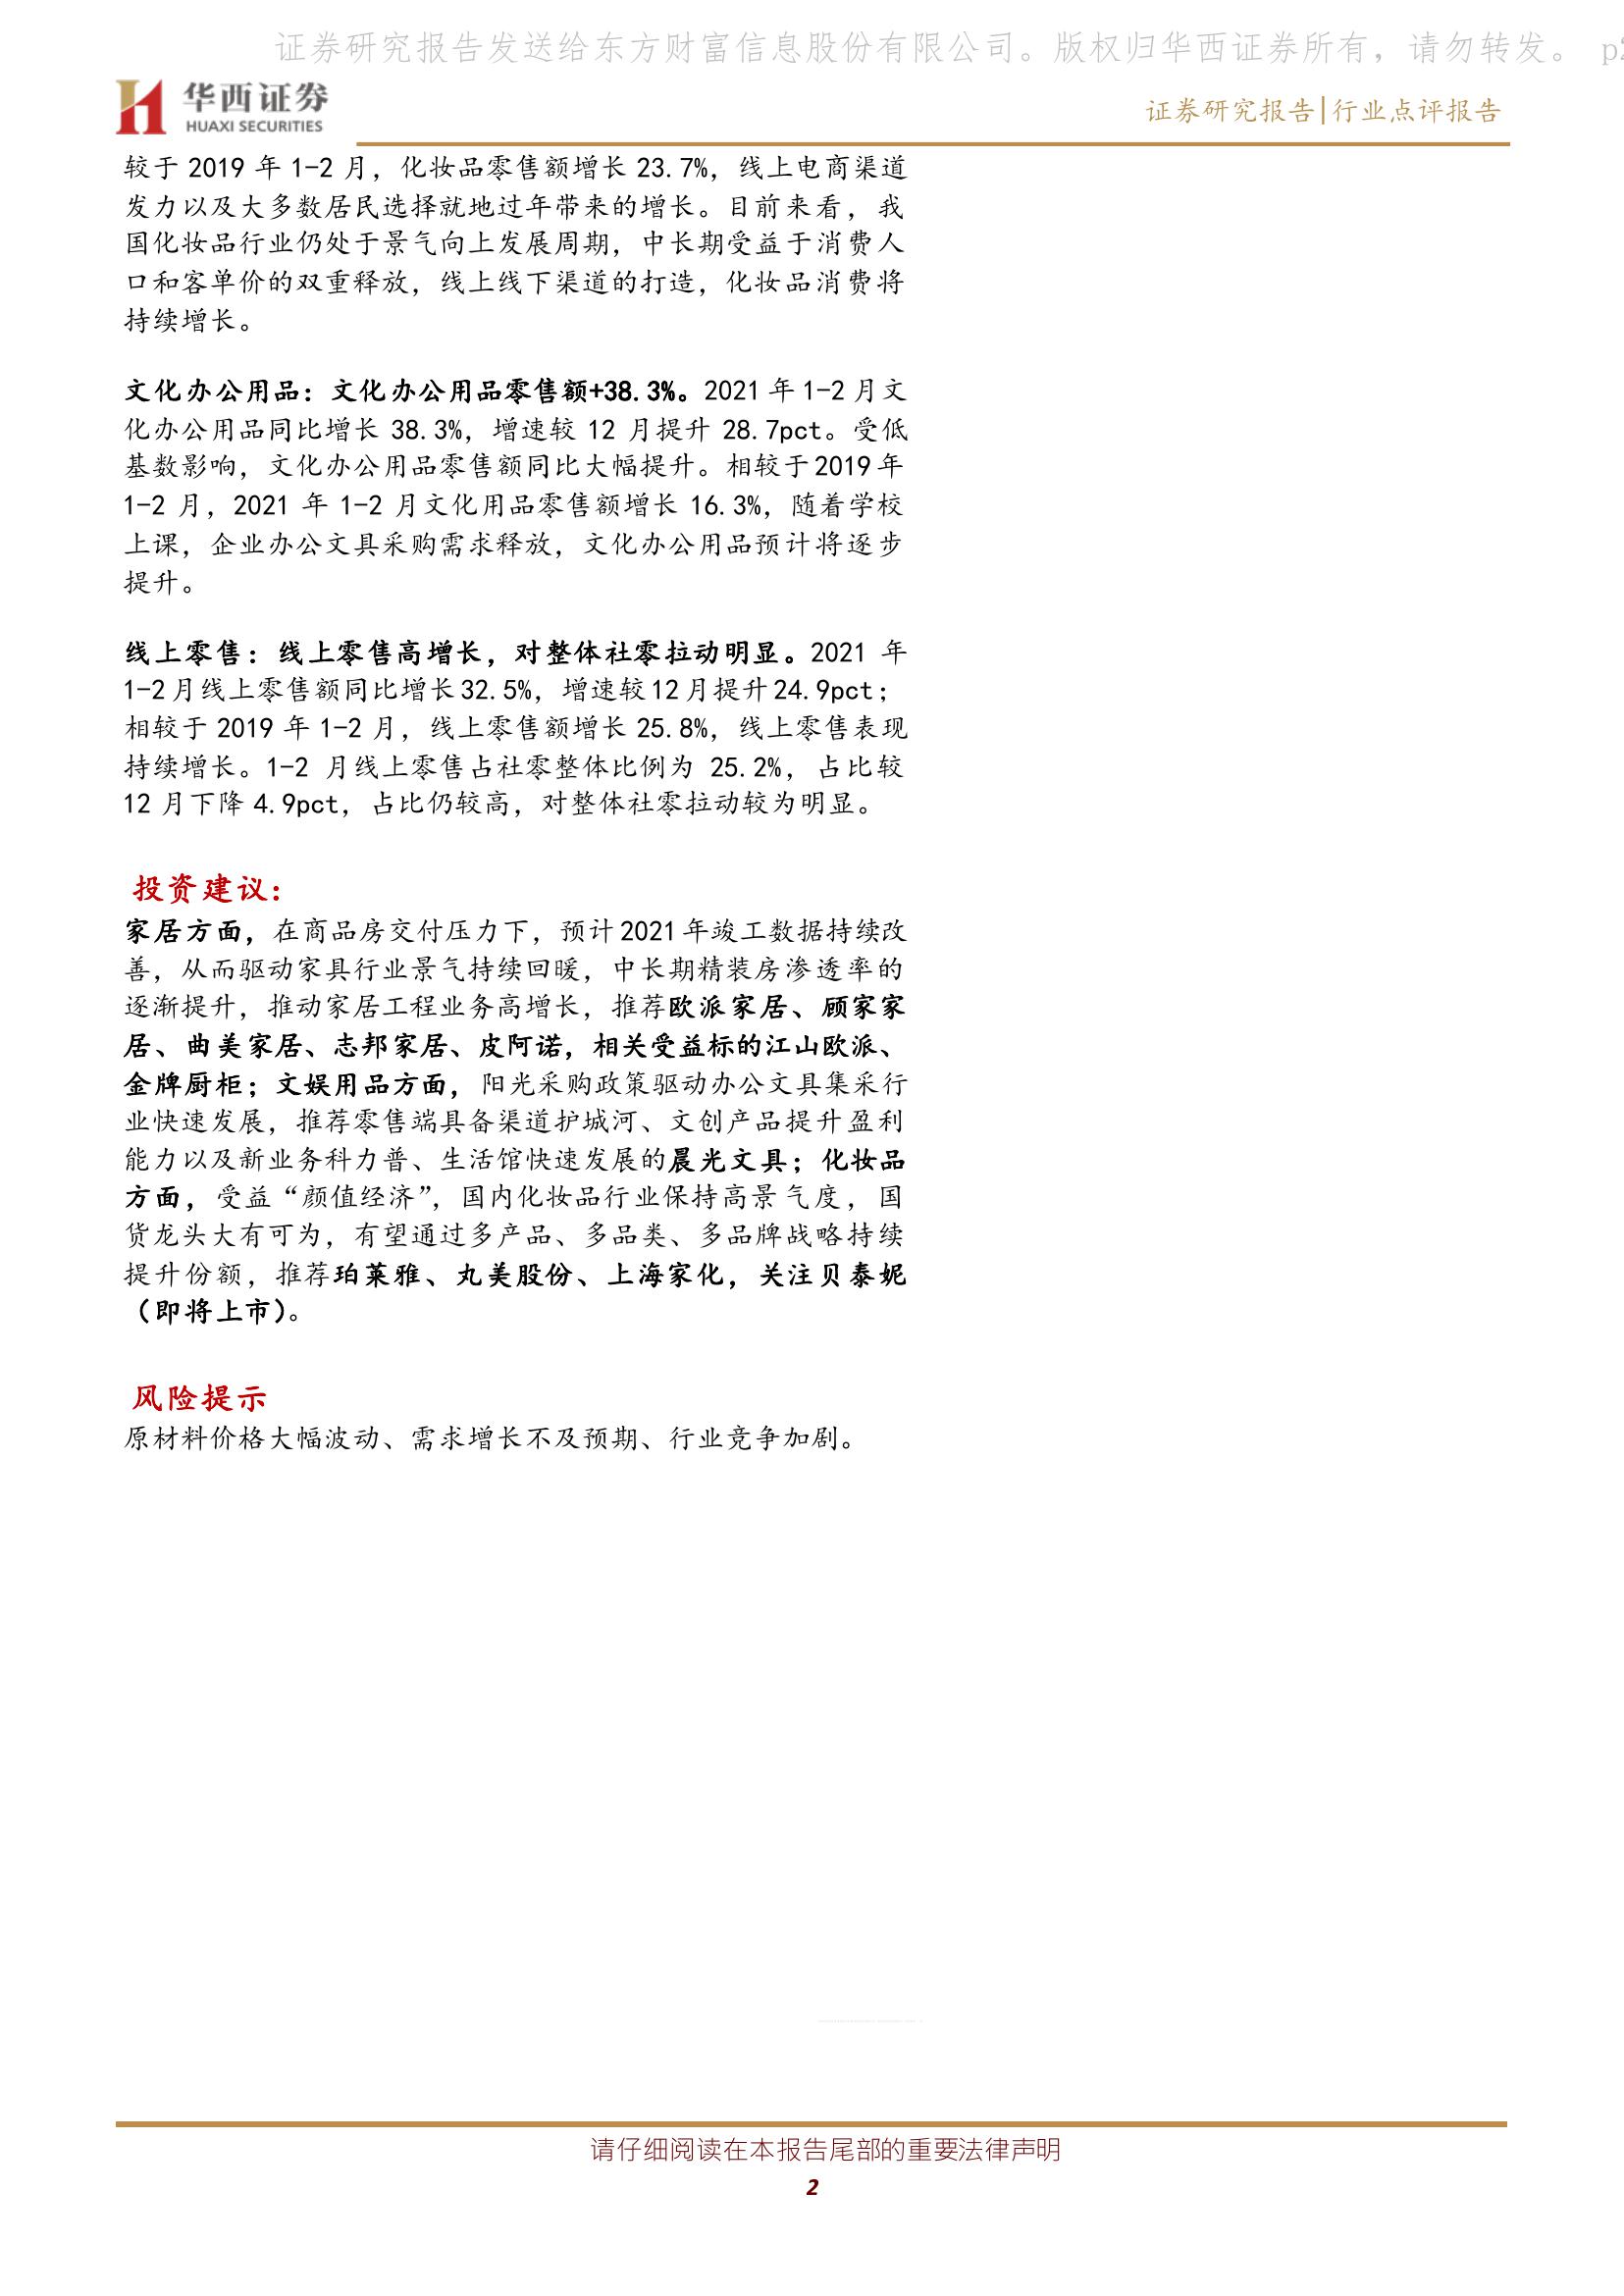 证券研究报告发送给东方财富信息股份有限公司。版权归华西证券所有，请勿转发。 p2
华西证券
HUAXI SECURITIES
证券研究报告|行业点评报告
较于 2019 年 1-2 月，化妆品零售额增长 23.7%，线上电商渠道
发力以及大多数居民选择就地过年带来的增长。目前来看，我
国化妆品行业仍处于景气向上发展周期，中长期受益于消费人
口和客单价的双重释放，线上线下渠道的打造，化妆品消费将
持续增长。
文化办公用品：文化办公用品零售额+38.3%。2021 年 1-2 月文
化办公用品同比增长 38.3%，增速较 12 月提升 28.7pct。受低
基数影响，文化办公用品零售额同比大幅提升。相较于 2019 年
1-2 月，2021 年 1-2 月文化用品零售额增长 16.3%，随着学校
上课，企业办公文具采购需求释放，文化办公用品预计将逐步
提升。
线上零售：线上零售高增长，对整体社零拉动明显。2021 年
1-2 月线上零售额同比增长 32.5%，增速较 12 月提升 24.9pct；
相较于 2019 年 1-2 月，线上零售额增长 25.8%，线上零售表现
持续增长。1-2 月线上零售占社零整体比例为 25.2%，占比较
12 月下降 4.9pct，占比仍较高，对整体社零拉动较为明显。
投资建议：
家居方面，在商品房交付压力下，预计 2021 年竣工数据持续改
善，从而驱动家具行业景气持续回暖，中长期精装房渗透率的
逐渐提升，推动家居工程业务高增长，推荐欧派家居、顾家家
居、曲美家居、志邦家居、皮阿诺，相关受益标的江山欧派、
金牌厨柜；文娱用品方面，阳光采购政策驱动办公文具集采行
业快速发展，推荐零售端具备渠道护城河、文创产品提升盈利
能力以及新业务科力普、生活馆快速发展的晨光文具；化妆品
方面，受益“颜值经济”，国内化妆品行业保持高景气度，国
货龙头大有可为，有望通过多产品、多品类、多品牌战略持续
提升份额，推荐珀莱雅、丸美股份、上海家化，关注贝泰妮
（即将上市）。
风险提示
原材料价格大幅波动、需求增长不及预期、行业竞争加剧。
请仔细阅读在本报告尾部的重要法律声明
2